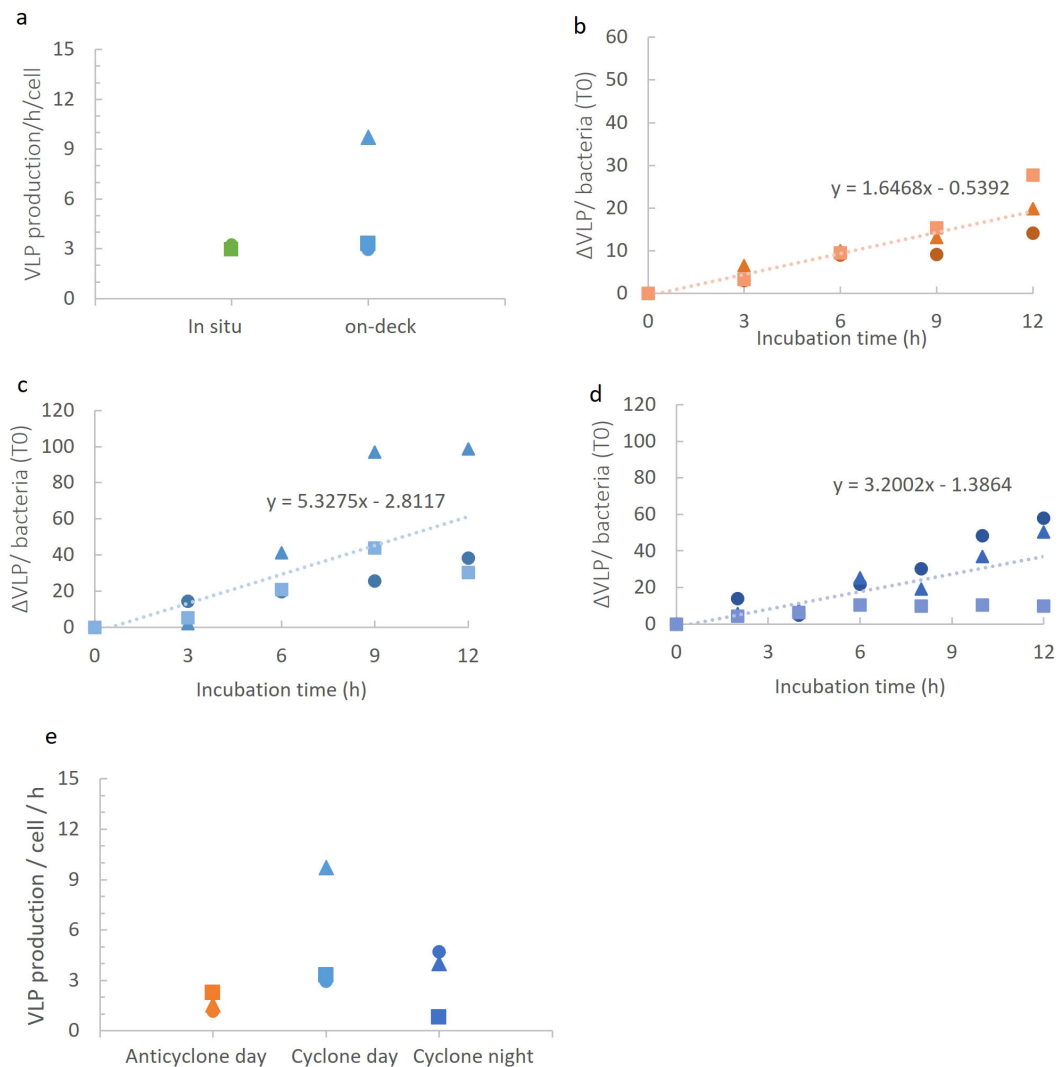 a
VLP production/h/cell
15
12
9
6
3
0
In situ
on-deck
b
ΔVLP/ bacteria (T0)
60
50
40
30
20
10
0
y = 1.6468x - 0.5392
0 3 6 9 12
Incubation time (h)
c
ΔVLP/ bacteria (T0)
120
100
80
60
40
20
0
y = 5.3275x - 2.8117
0 3 6 9 12
Incubation time (h)
d
ΔVLP/ bacteria (T0)
120
100
80
60
40
20
0
y = 3.2002x - 1.3864
0 3 6 9 12
Incubation time (h)
e
VLP production / cell / h
15
12
9
6
3
0
Anticyclone day
Cyclone day
Cyclone night